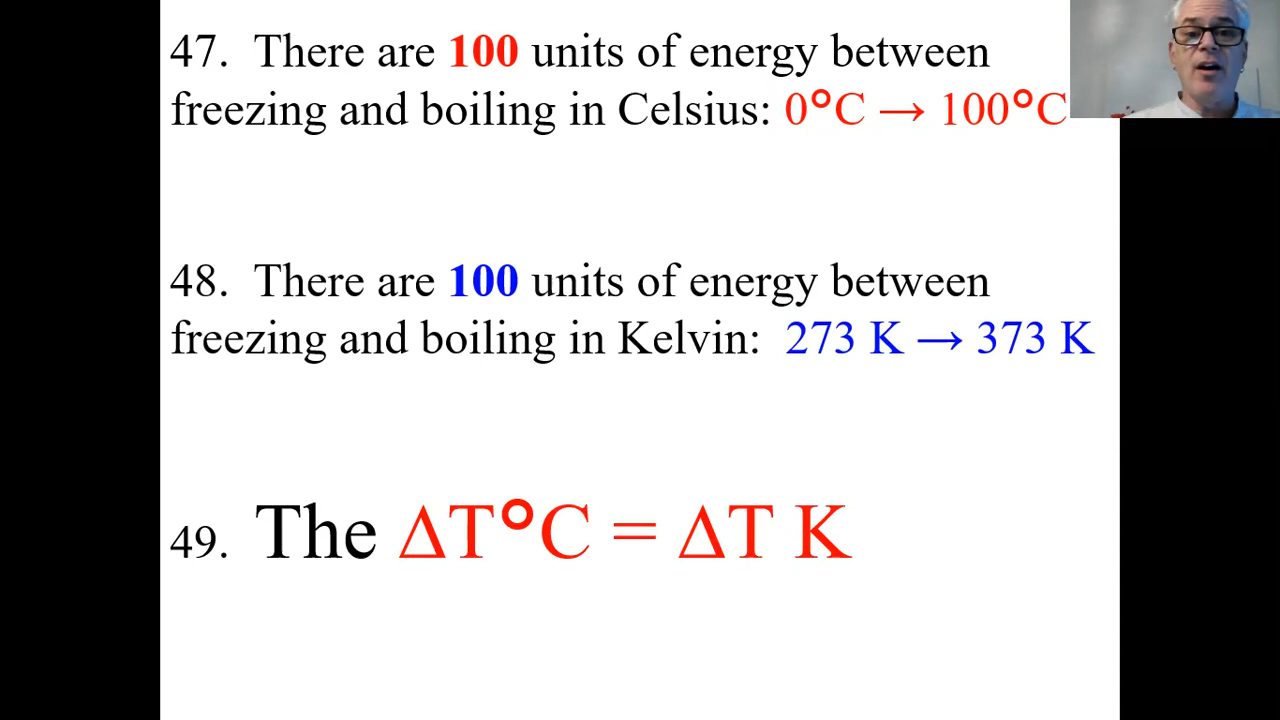 47. There are 100 units of energy between
freezing and boiling in Celsius: 0°C → 100°C
48. There are 100 units of energy between
freezing and boiling in Kelvin: 273 K → 373 K
49. The ΔT°C = ΔT K